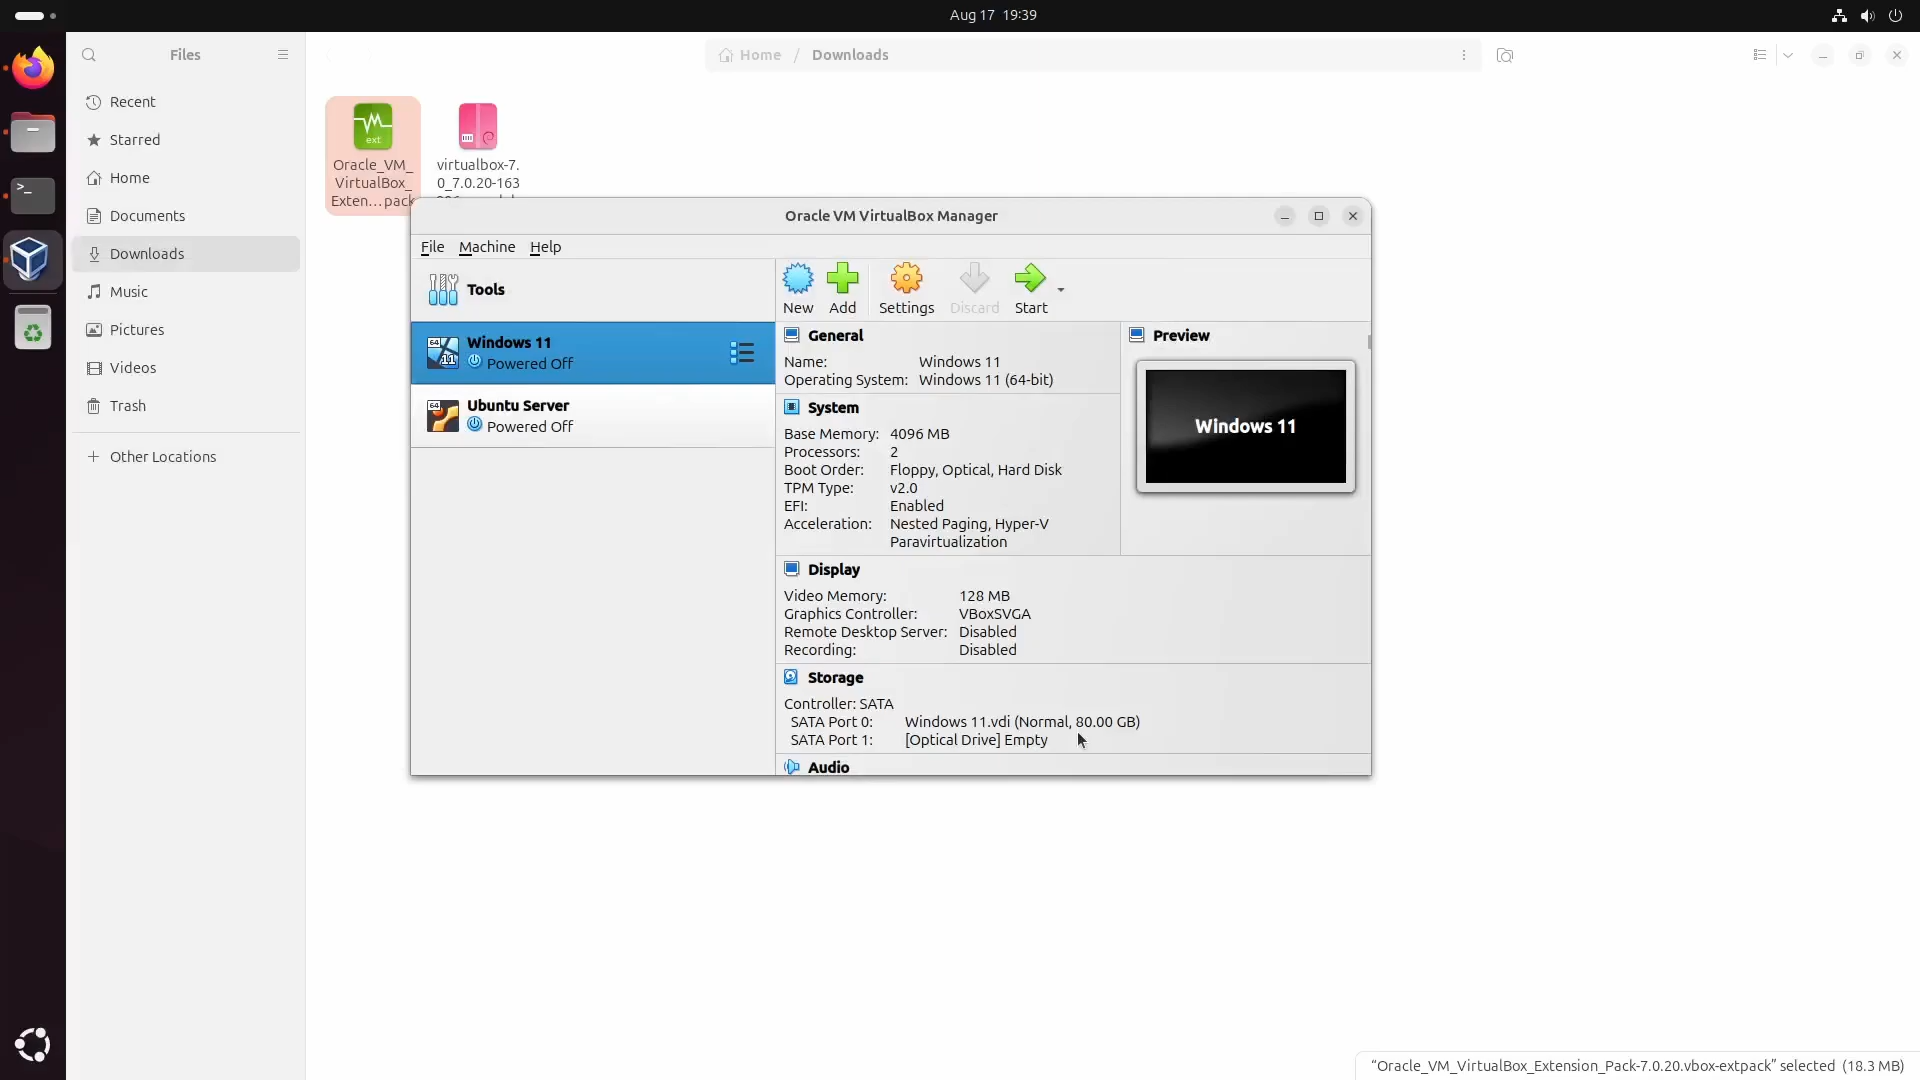 Aug 17 19:39
Files
Home / Downloads
Recent
Starred
Home
Documents
Downloads
Music
Pictures
Videos
Trash
Other Locations
ext
Oracle_VM_
VirtualBox_
Exten…pack
virtualbox-7.
0_7.0.20-163
Oracle VM VirtualBox Manager
File Machine Help
Tools
New Add Settings Discard Start
64
11
Windows 11
Powered Off
64
Ubuntu Server
Powered Off
General
Name: Windows 11
Operating System: Windows 11 (64-bit)
System
Base Memory: 4096 MB
Processors: 2
Boot Order: Floppy, Optical, Hard Disk
TPM Type: v2.0
EFI: Enabled
Acceleration: Nested Paging, Hyper-V
Paravirtualization
Preview
Windows 11
Display
Video Memory: 128 MB
Graphics Controller: VBoxSVGA
Remote Desktop Server: Disabled
Recording: Disabled
Storage
Controller: SATA
SATA Port 0: Windows 11.vdi (Normal, 80.00 GB)
SATA Port 1: [Optical Drive] Empty
Audio
“Oracle_VM_VirtualBox_Extension_Pack-7.0.20.vbox-extpack” selected (18.3 MB)